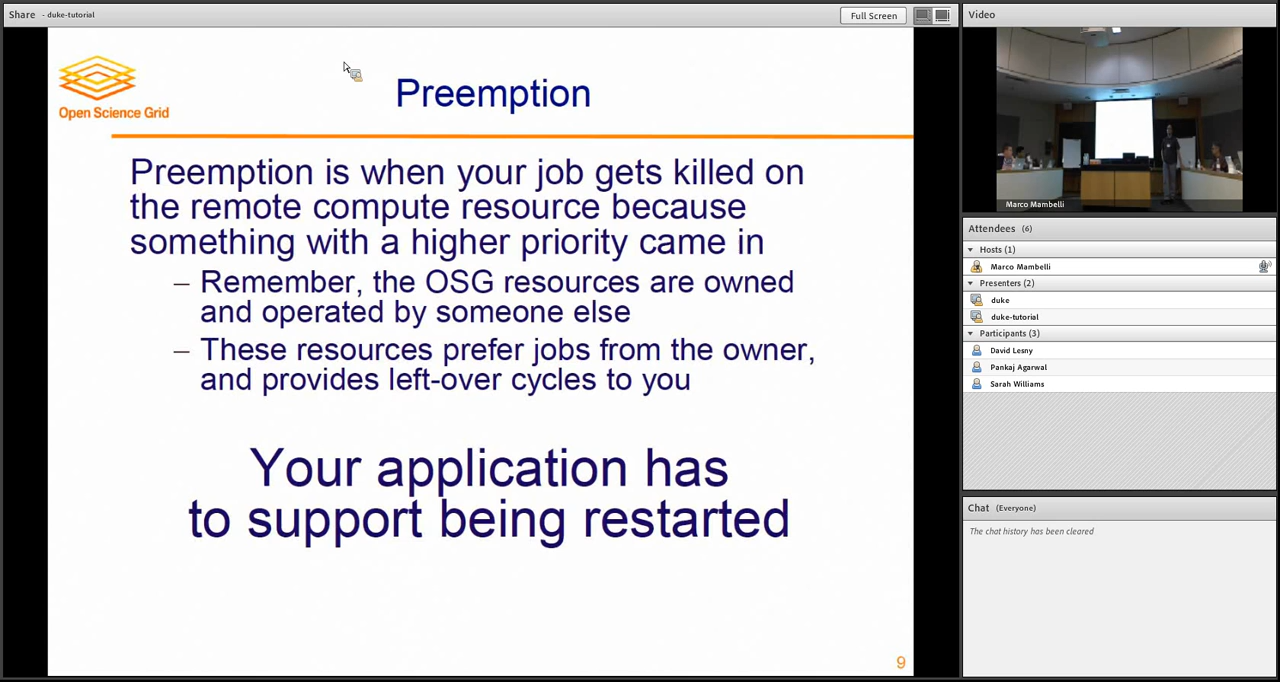 Share - duke-tutorial
Full Screen
Open Science Grid
Preemption
Preemption is when your job gets killed on
the remote compute resource because
something with a higher priority came in
– Remember, the OSG resources are owned
and operated by someone else
– These resources prefer jobs from the owner,
and provides left-over cycles to you
Your application has
to support being restarted
9
Video
Marco Mambelli
Attendees (6)
Hosts (1)
Marco Mambelli
Presenters (2)
duke
duke-tutorial
Participants (3)
David Lesny
Pankaj Agarwal
Sarah Williams
Chat (Everyone)
The chat history has been cleared